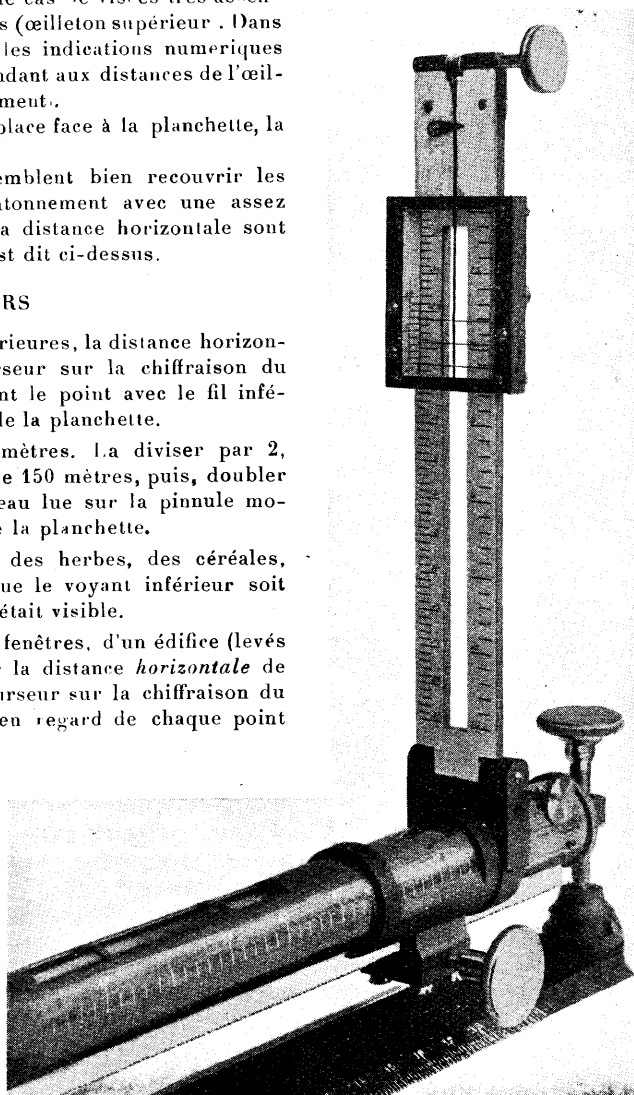 s (œilleton supérieur . Dans
les indications numériques
ndant aux distances de l'œil-
ment
place face à la planchette, la
emblent bien recouvrir les
tonnement avec une assez
a distance horizontale sont
st dit ci-dessus.
RS
rieures, la distance horizon-
rseur sur la chiffraison du
nt le point avec le fil infé-
de la planchette.
mètres. La diviser par 2,
e 150 mètres, puis, doubler
eau lue sur la pinnule mo-
e la planchette.
des herbes, des céréales,
ue le voyant inférieur soit
était visible.
fenêtres, d'un édifice (levés
r la distance horizontale de
urseur sur la chiffraison du
en regard de chaque point